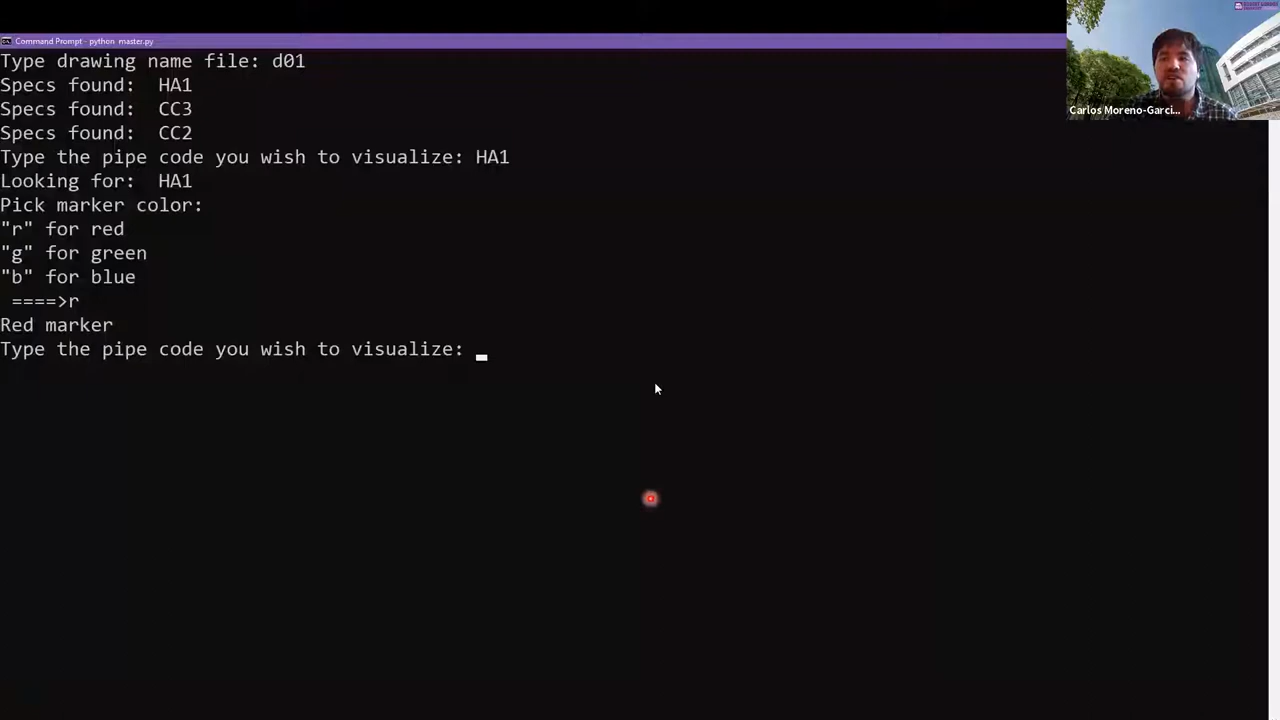 Command Prompt - python master.py
Type drawing name file: d01
Specs found:  HA1
Specs found:  CC3
Specs found:  CC2
Type the pipe code you wish to visualize: HA1
Looking for:  HA1
Pick marker color:
"r" for red
"g" for green
"b" for blue
====>r
Red marker
Type the pipe code you wish to visualize:
Carlos Moreno-Garci...